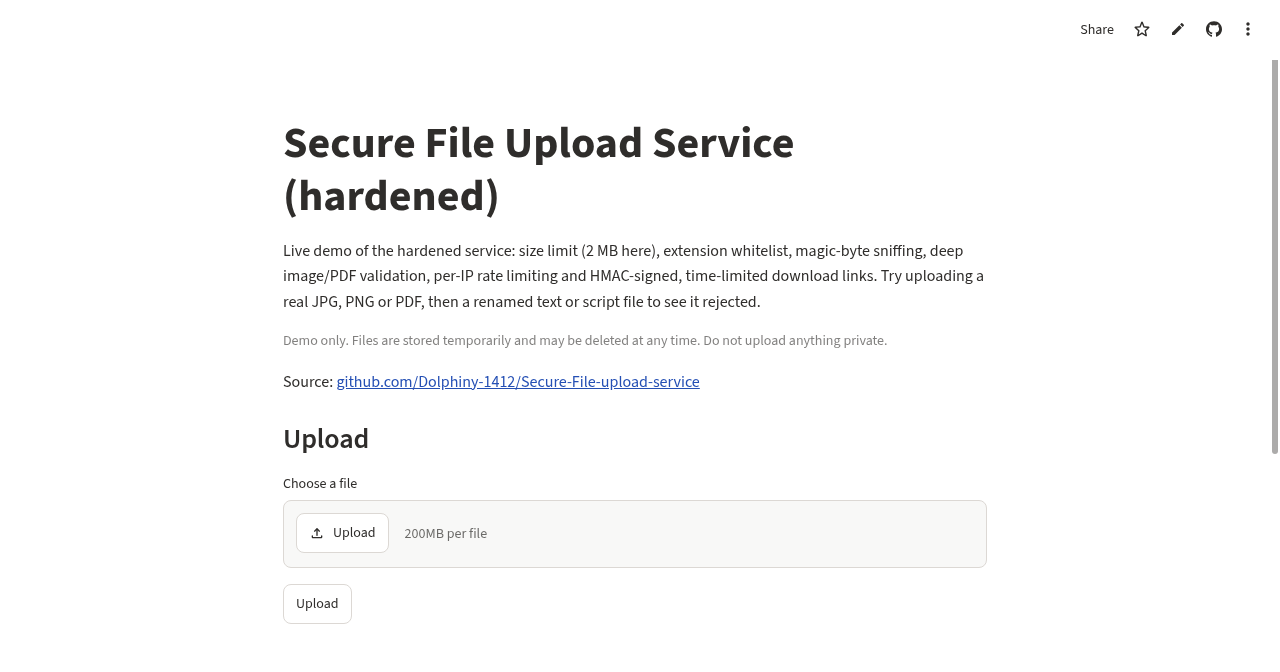 Share
Secure File Upload Service
(hardened)
Live demo of the hardened service: size limit (2 MB here), extension whitelist, magic-byte sniffing, deep
image/PDF validation, per-IP rate limiting and HMAC-signed, time-limited download links. Try uploading a
real JPG, PNG or PDF, then a renamed text or script file to see it rejected.
Demo only. Files are stored temporarily and may be deleted at any time. Do not upload anything private.
Source: github.com/Dolphiny-1412/Secure-File-upload-service
Upload
Choose a file
Upload 200MB per file
Upload